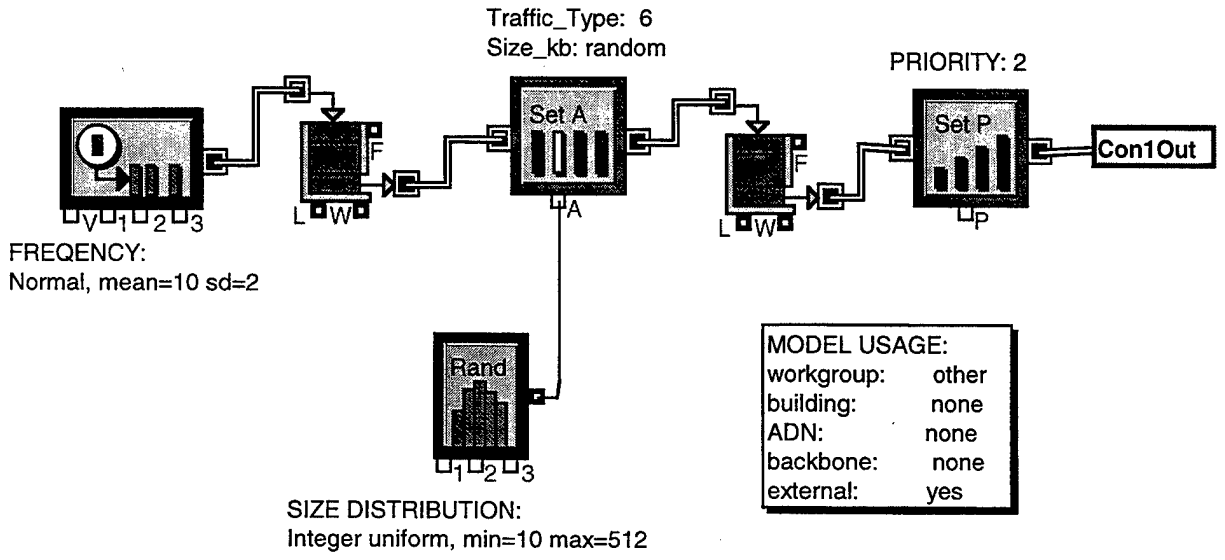 Traffic_Type: 6
Size_kb: random
PRIORITY: 2
Set A
Set P
F
F
Con1Out
L W
A
L W
P
V 1 2 3
FREQENCY:
Normal, mean=10 sd=2
Rand
1 2 3
SIZE DISTRIBUTION:
Integer uniform, min=10 max=512
MODEL USAGE:
workgroup: other
building: none
ADN: none
backbone: none
external: yes